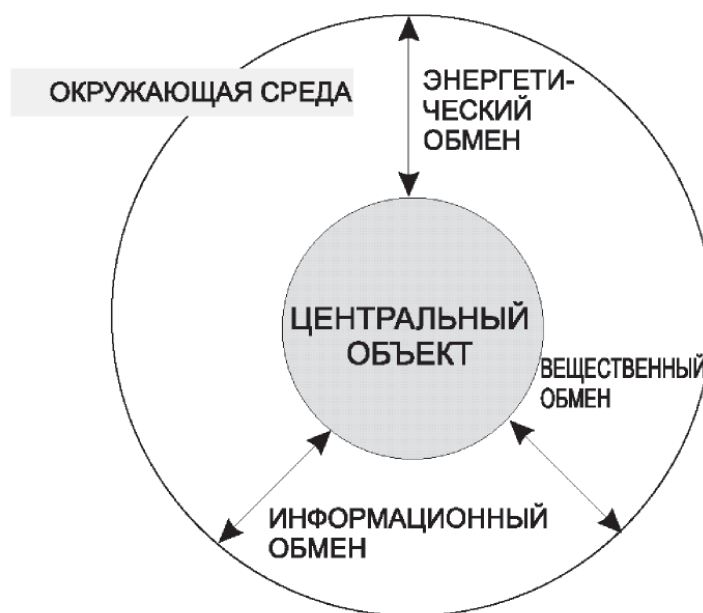 ОКРУЖАЮЩАЯ СРЕДА
ЭНЕРГЕТИ-
ЧЕСКИЙ
ОБМЕН
ЦЕНТРАЛЬНЫЙ
ОБЪЕКТ
ВЕЩЕСТВЕННЫЙ
ОБМЕН
ИНФОРМАЦИОННЫЙ
ОБМЕН